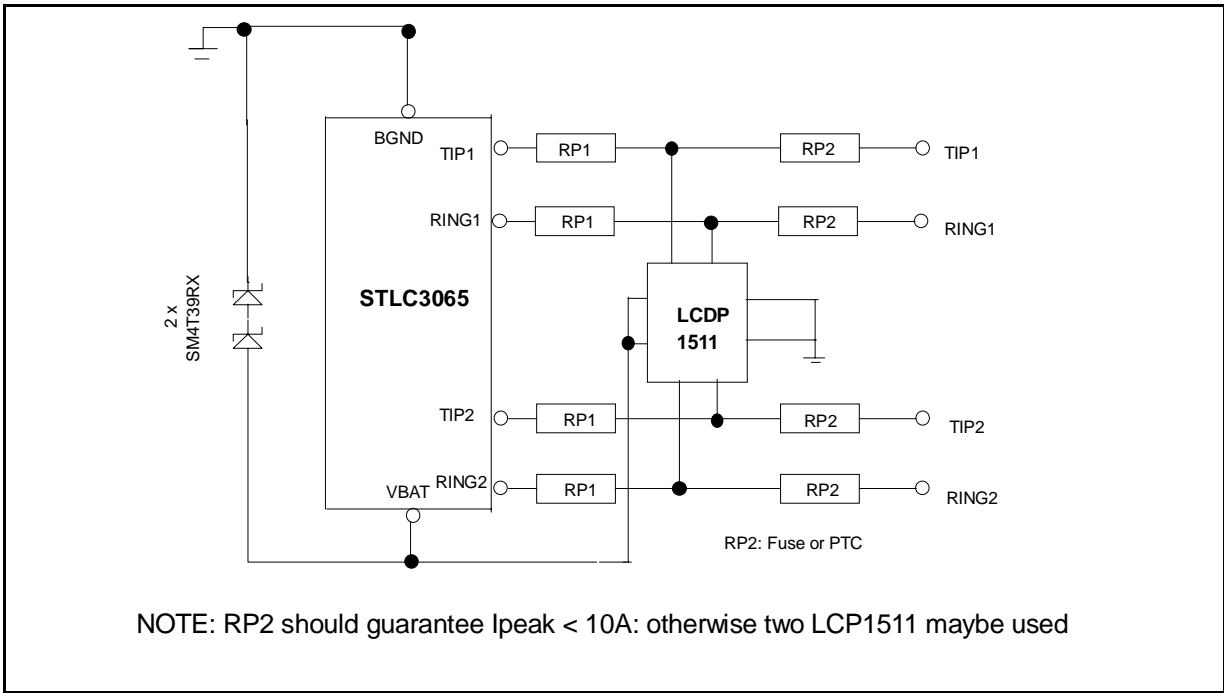 BGND
TIP1
RP1
RP2
TIP1
RING1
RP1
RP2
RING1
2 x
SM4T39RX
STLC3065
LCDP
1511
TIP2
RP1
RP2
TIP2
VBAT
RING2
RP1
RP2
RING2
RP2: Fuse or PTC
NOTE: RP2 should guarantee Ipeak < 10A: otherwise two LCP1511 maybe used